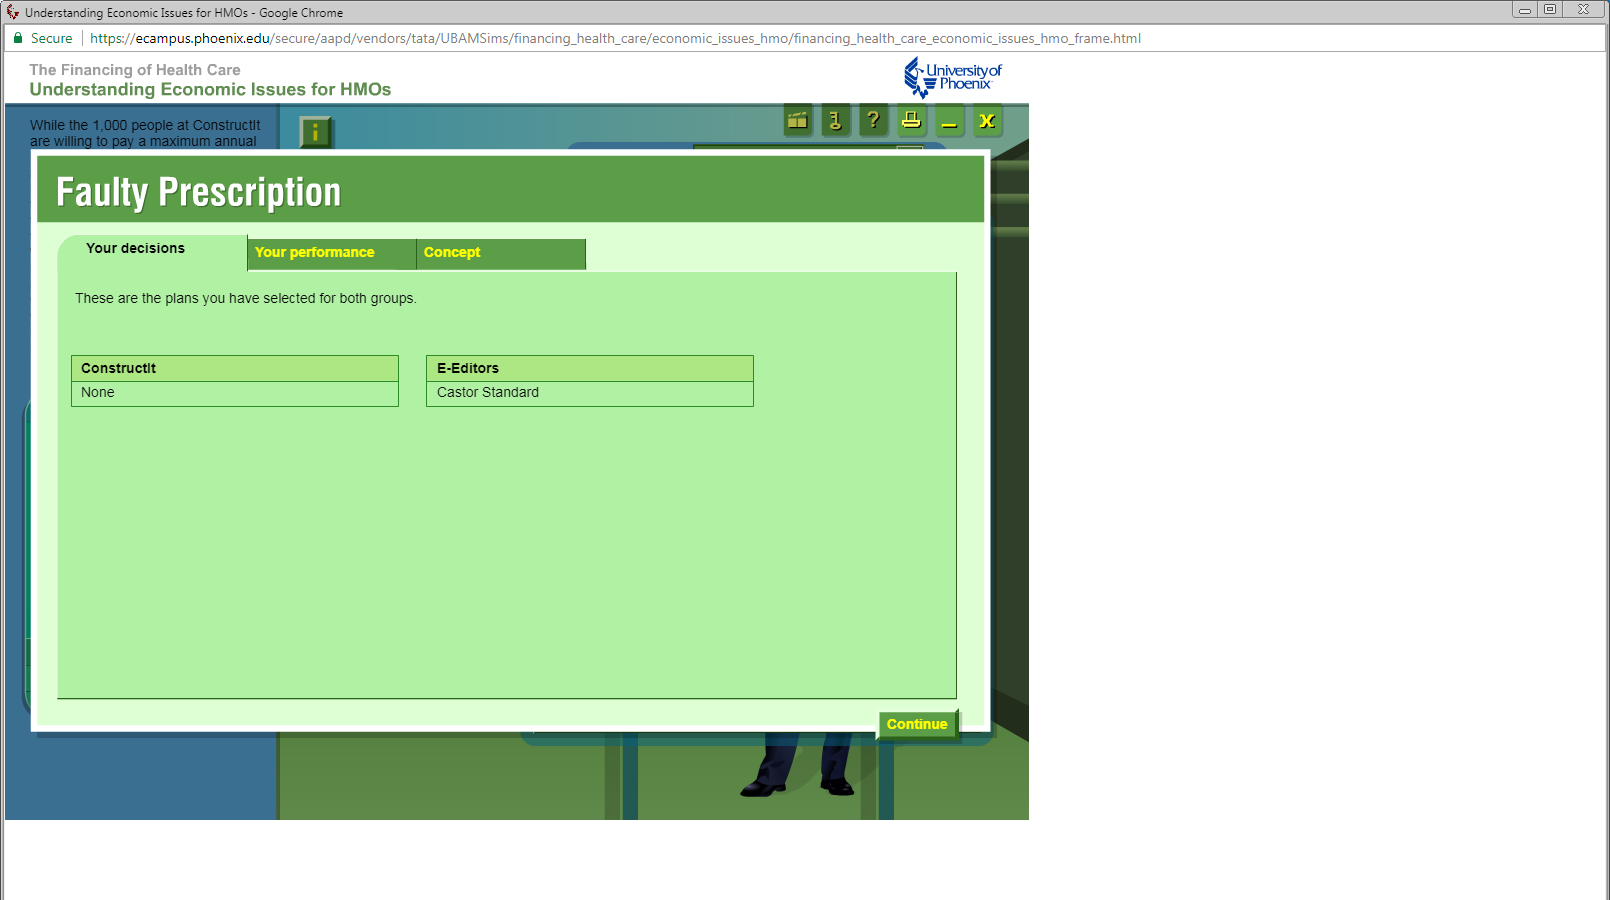 Understanding Economic Issues for HMOs - Google Chrome
Secure
https://ecampus.phoenix.edu/secure/aapd/vendors/tata/UBAMSims/financing_health_care/economic_issues_hmo/financing_health_care_economic_issues_hmo_frame.html
The Financing of Health Care
Understanding Economic Issues for HMOs
University of
Phoenix
While the 1,000 people at ConstructIt
are willing to pay a maximum annual
i
?
X
Faulty Prescription
Your decisions
Your performance
Concept
These are the plans you have selected for both groups.
ConstructIt
E-Editors
None
Castor Standard
Continue